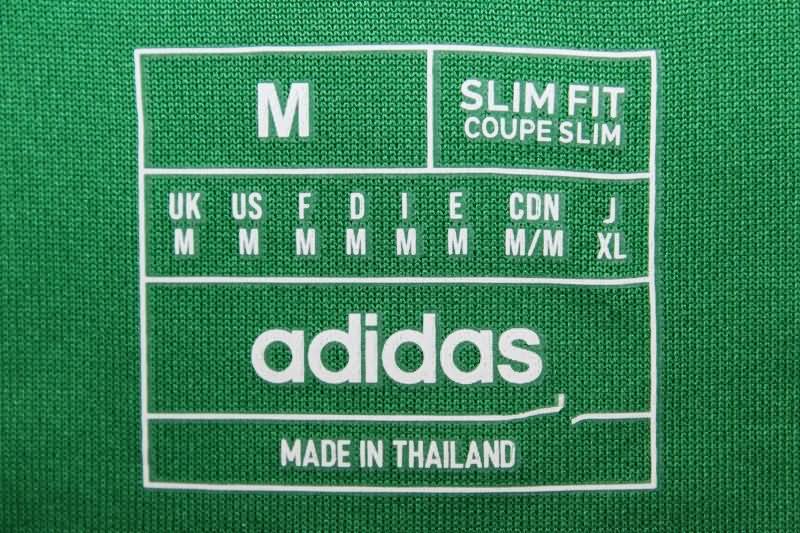 M
SLIM FIT
COUPE SLIM
UK US F D I E CDN J
M M M M M M M/M XL
adidas
MADE IN THAILAND